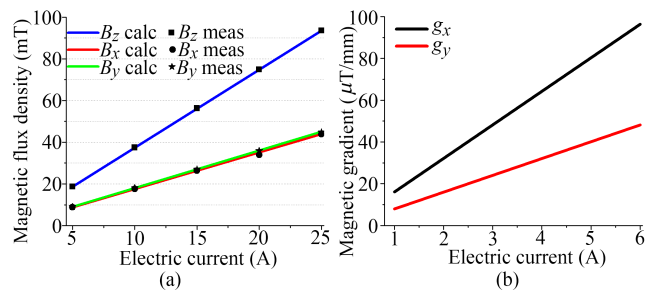 Magnetic flux density (mT)
100
80
60
40
20
0
B_z calc B_z meas
B_x calc B_x meas
B_y calc B_y meas
5 10 15 20 25
Electric current (A)
(a)
Magnetic gradient (μT/mm)
100
80
60
40
20
0
g_x
g_y
1 2 3 4 5 6
Electric current (A)
(b)